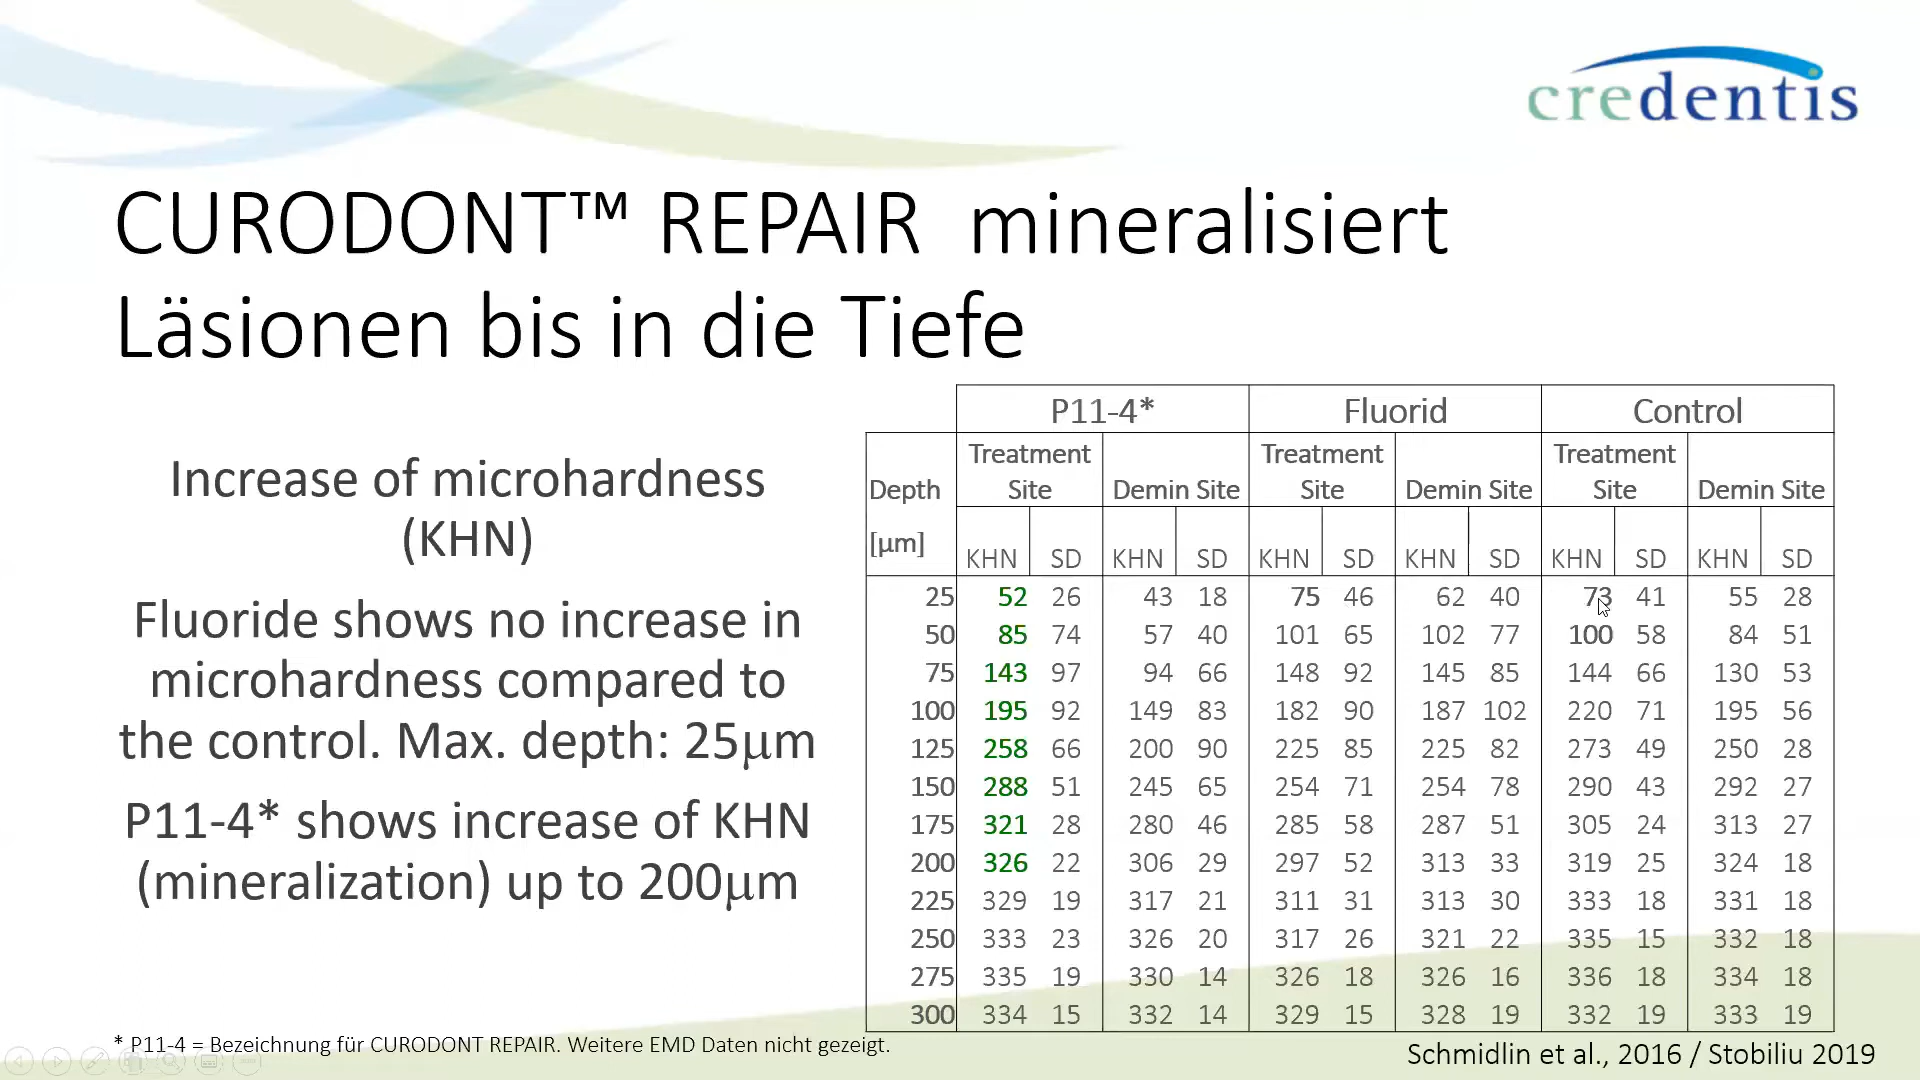 credentis
CURODONT™ REPAIR mineralisiert
Läsionen bis in die Tiefe
Increase of microhardness
(KHN)
Fluoride shows no increase in
microhardness compared to
the control. Max. depth: 25µm
P11-4* shows increase of KHN
(mineralization) up to 200µm
P11-4* Fluorid Control
Depth [µm] Treatment Site Demin Site Treatment Site Demin Site Treatment Site Demin Site
KHN SD KHN SD KHN SD KHN SD KHN SD KHN SD
25 52 26 43 18 75 46 62 40 73 41 55 28
50 85 74 57 40 101 65 102 77 100 58 84 51
75 143 97 94 66 148 92 145 85 144 66 130 53
100 195 92 149 83 182 90 187 102 220 71 195 56
125 258 66 200 90 225 85 225 82 273 49 250 28
150 288 51 245 65 254 71 254 78 290 43 292 27
175 321 28 280 46 285 58 287 51 305 24 313 27
200 326 22 306 29 297 52 313 33 319 25 324 18
225 329 19 317 21 311 31 313 30 333 18 331 18
250 333 23 326 20 317 26 321 22 335 15 332 18
275 335 19 330 14 326 18 326 16 336 18 334 18
300 334 15 332 14 329 15 328 19 332 19 333 19
* P11-4 = Bezeichnung für CURODONT REPAIR. Weitere EMD Daten nicht gezeigt.
Schmidlin et al., 2016 / Stobiliu 2019